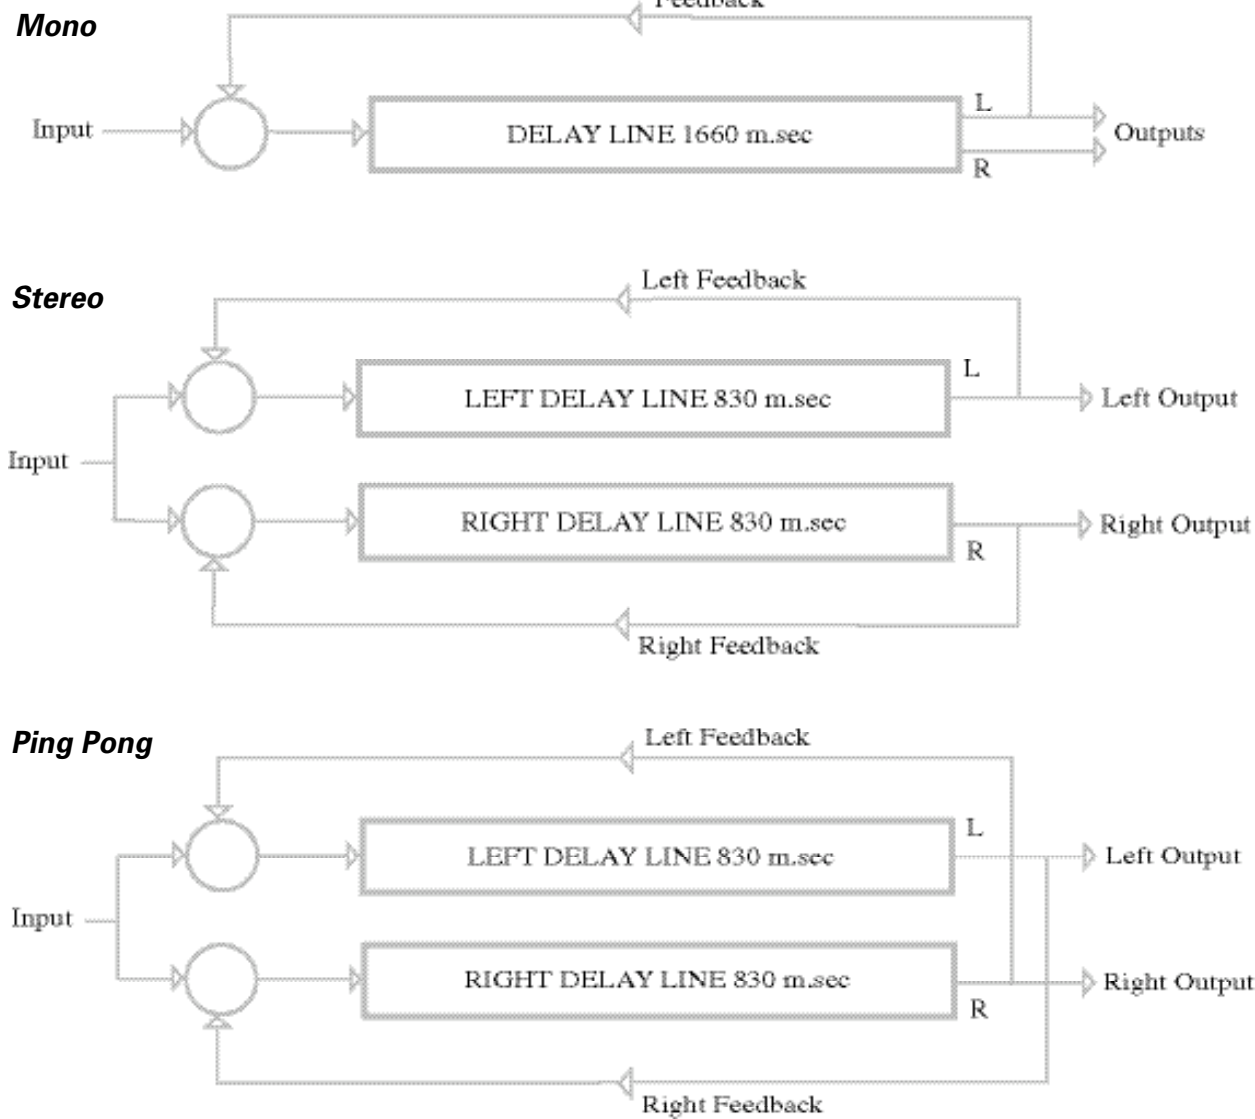 Mono
Feedback
Input
DELAY LINE 1660 m.sec
L
R
Outputs
Stereo
Left Feedback
LEFT DELAY LINE 830 m.sec
L
Left Output
Input
RIGHT DELAY LINE 830 m.sec
R
Right Output
Right Feedback
Ping Pong
Left Feedback
LEFT DELAY LINE 830 m.sec
L
Left Output
Input
RIGHT DELAY LINE 830 m.sec
R
Right Output
Right Feedback